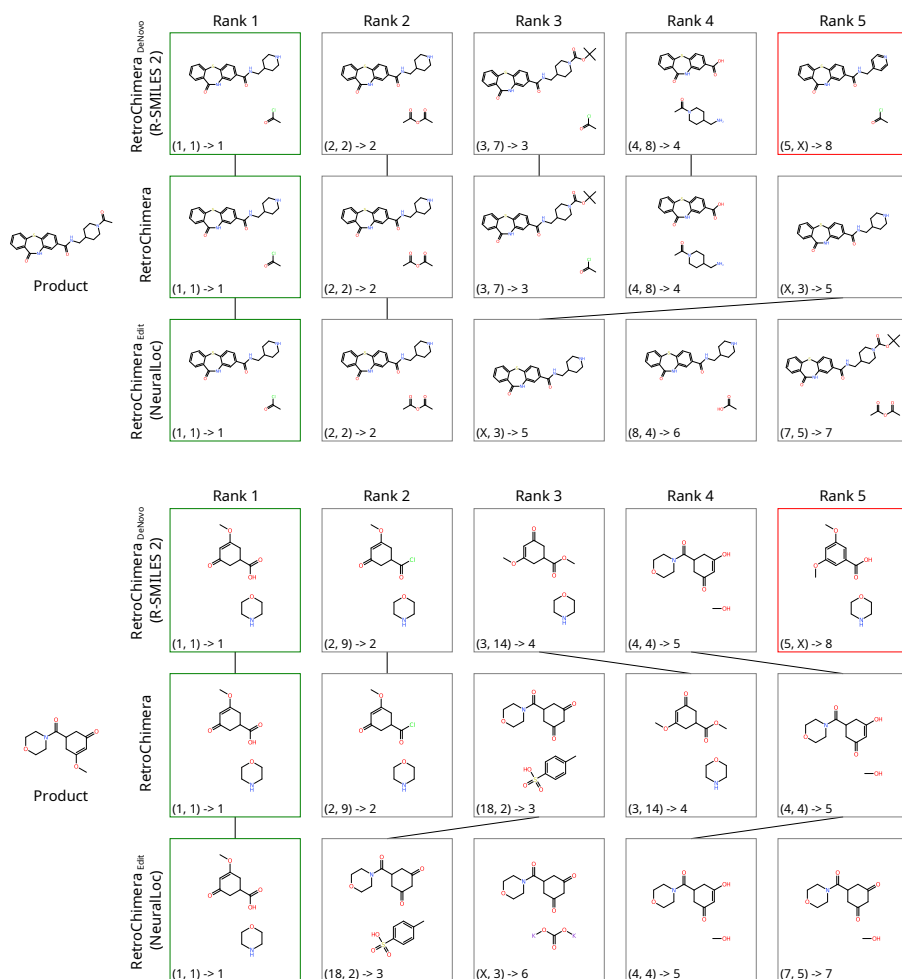 Rank 1 Rank 2 Rank 3 Rank 4 Rank 5
RetroChimera DeNovo
(R-SMILES 2)
(1, 1) -> 1 (2, 2) -> 2 (3, 7) -> 3 (4, 8) -> 4 (5, X) -> 8
Product
RetroChimera
(1, 1) -> 1 (2, 2) -> 2 (3, 7) -> 3 (4, 8) -> 4 (X, 3) -> 5
RetroChimera Edit
(NeuralLoc)
(1, 1) -> 1 (2, 2) -> 2 (X, 3) -> 5 (8, 4) -> 6 (7, 5) -> 7
Rank 1 Rank 2 Rank 3 Rank 4 Rank 5
RetroChimera DeNovo
(R-SMILES 2)
(1, 1) -> 1 (2, 9) -> 2 (3, 14) -> 4 (4, 4) -> 5 (5, X) -> 8
Product
RetroChimera
(1, 1) -> 1 (2, 9) -> 2 (18, 2) -> 3 (3, 14) -> 4 (4, 4) -> 5
RetroChimera Edit
(NeuralLoc)
(1, 1) -> 1 (18, 2) -> 3 (X, 3) -> 6 (4, 4) -> 5 (7, 5) -> 7